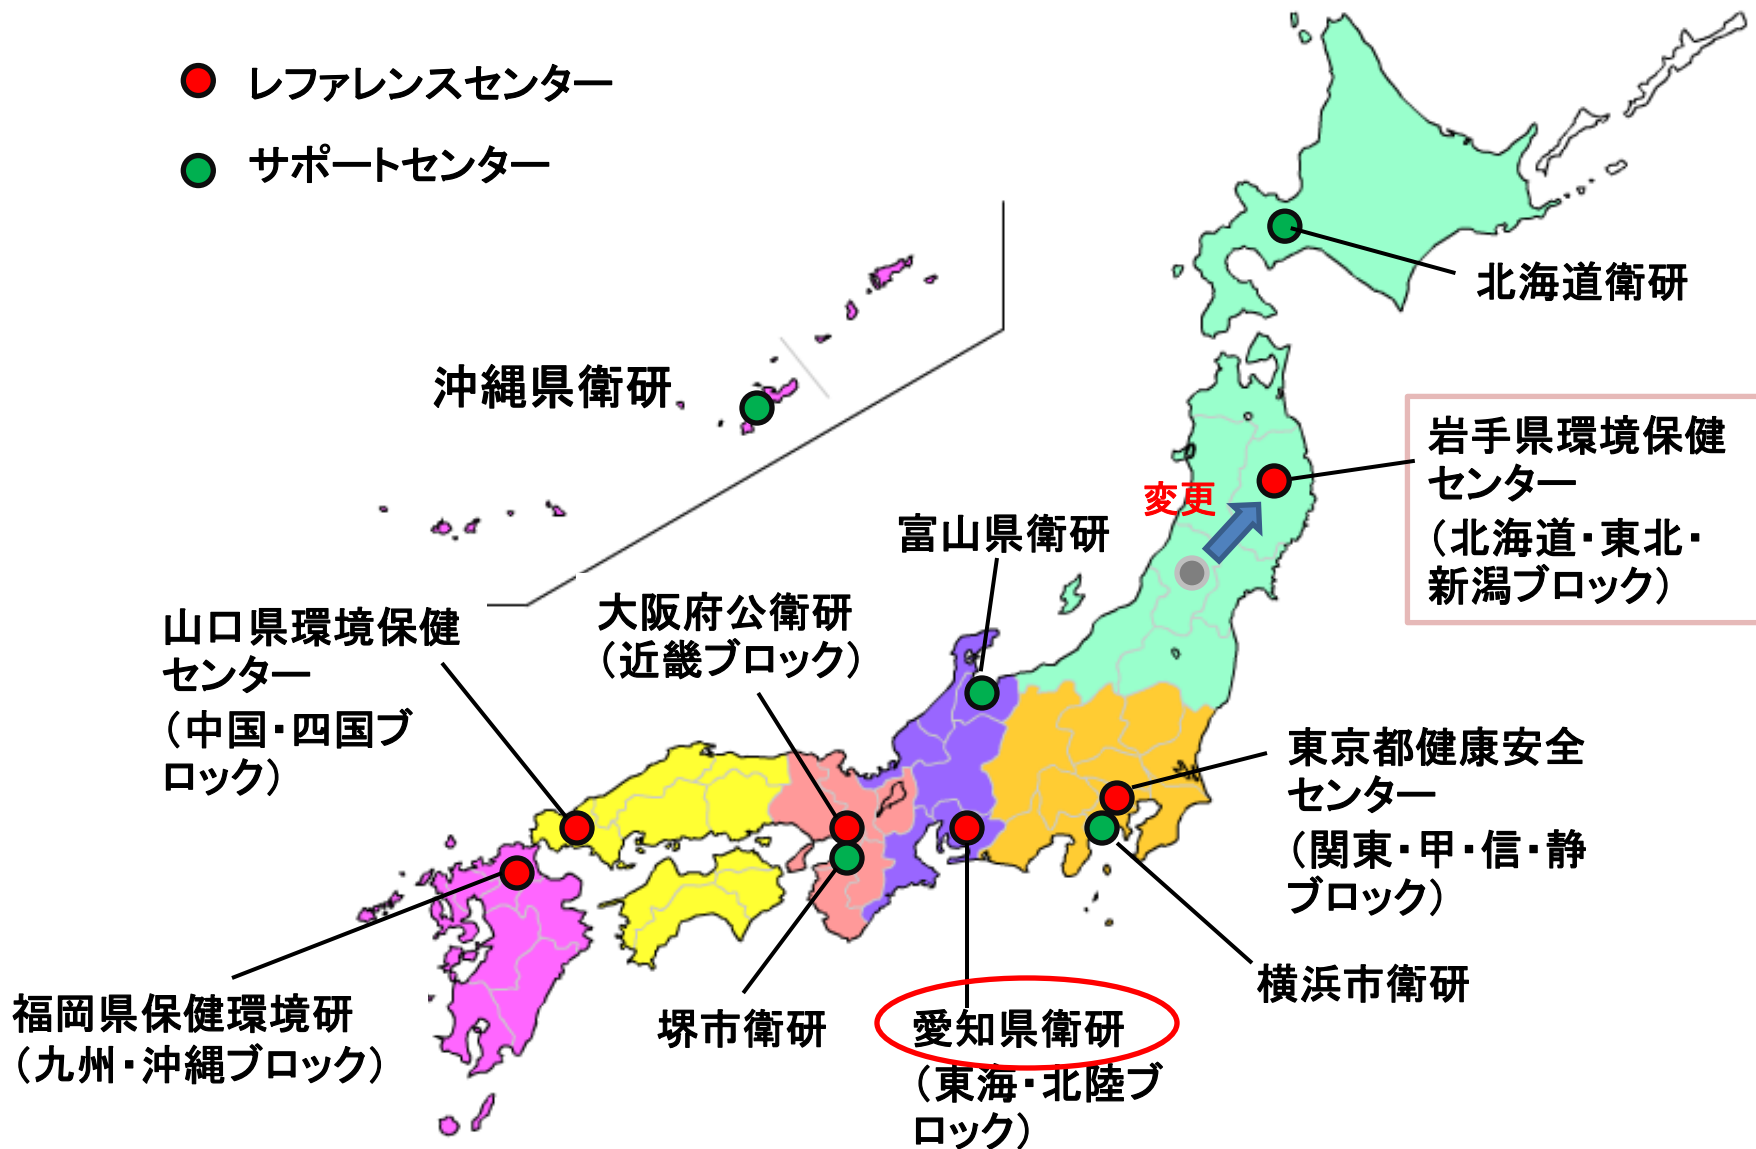 レファレンスセンター
サポートセンター
北海道衛研
沖縄県衛研
岩手県環境保健
センター
（北海道・東北・
新潟ブロック）
変更
富山県衛研
大阪府公衛研
（近畿ブロック）
山口県環境保健
センター
（中国・四国ブ
ロック）
東京都健康安全
センター
（関東・甲・信・静
ブロック）
横浜市衛研
福岡県保健環境研
（九州・沖縄ブロック）
堺市衛研
愛知県衛研
（東海・北陸ブ
ロック）